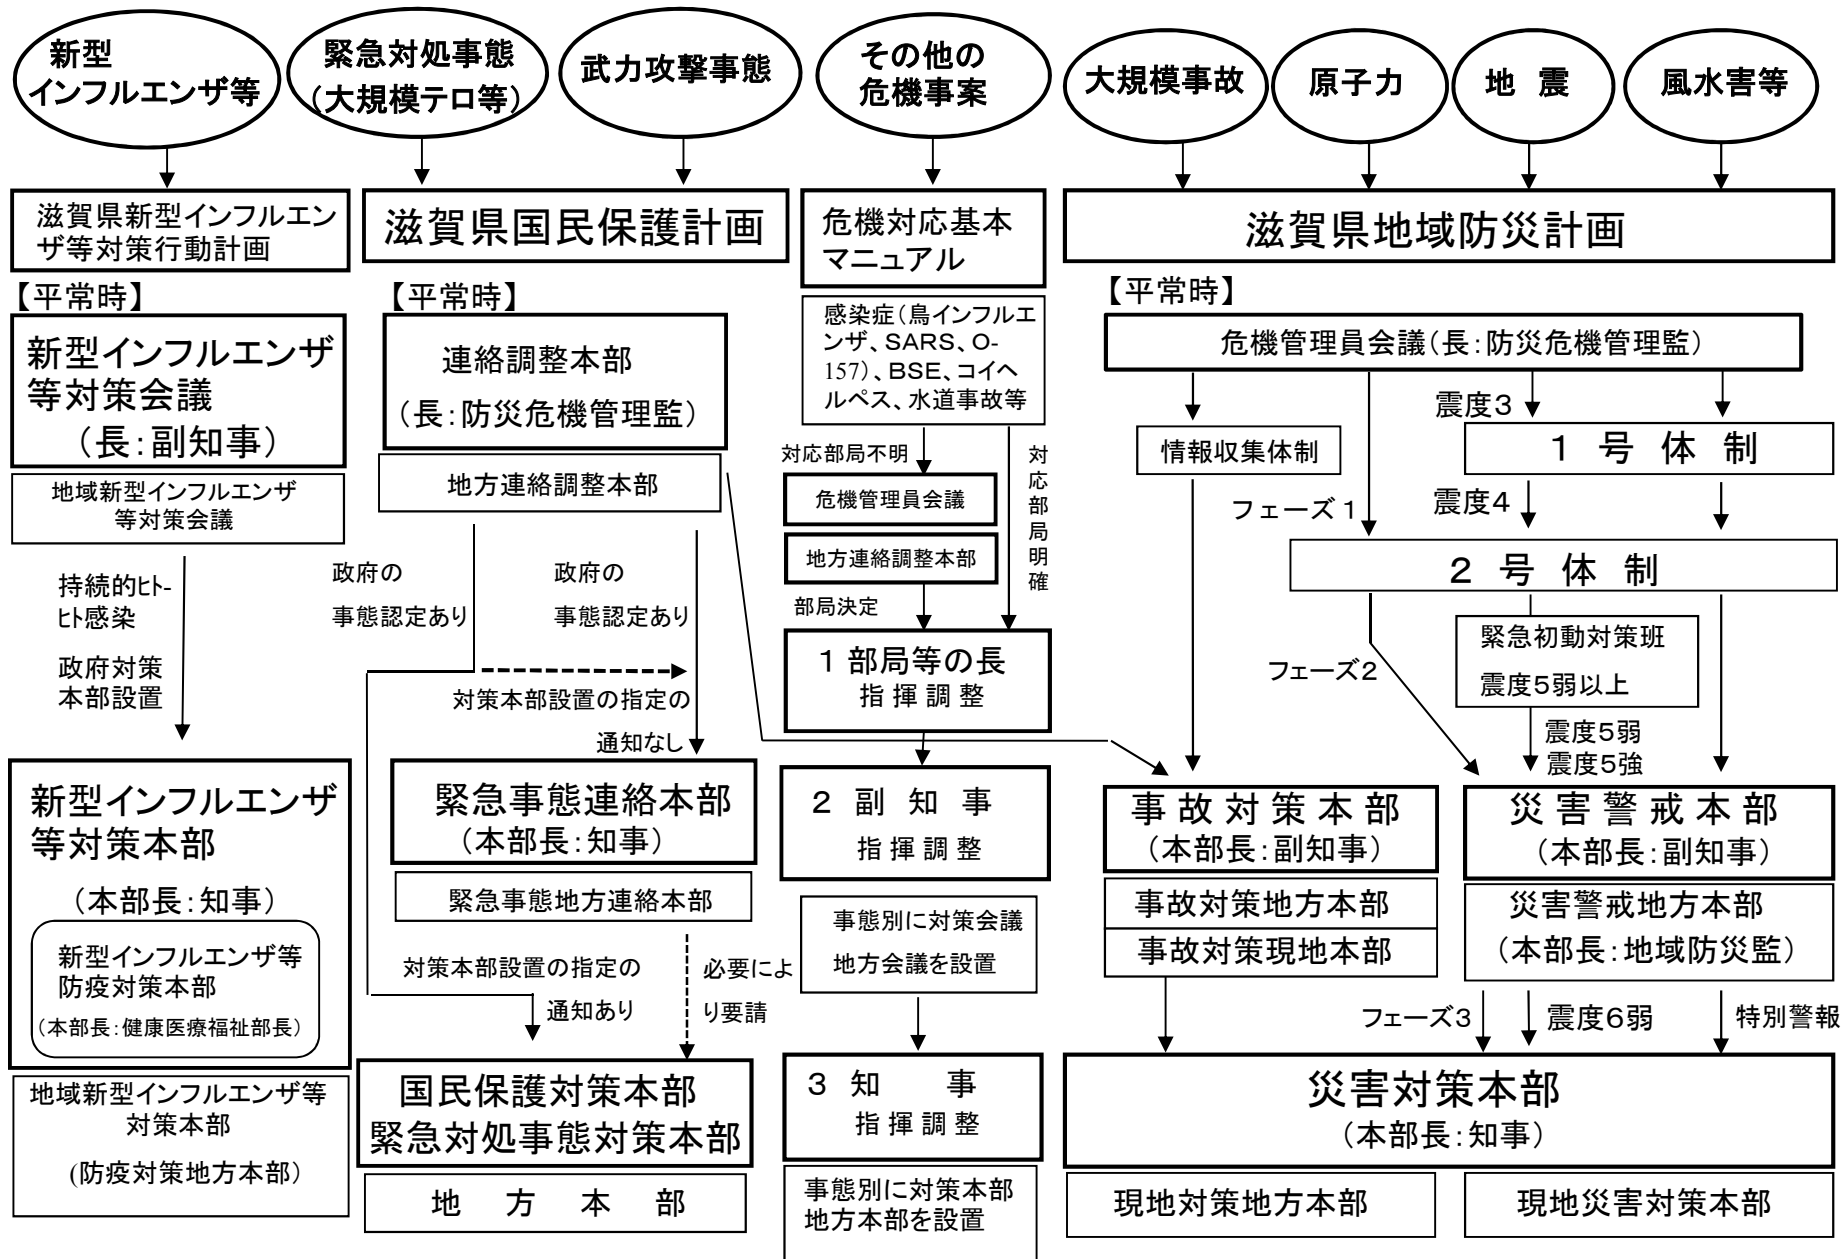 新型
インフルエンザ等
緊急対処事態
(大規模テロ等)
武力攻撃事態
その他の
危機事案
大規模事故
原子力
地 震
風水害等
滋賀県新型インフルエン
ザ等対策行動計画
滋賀県国民保護計画
危機対応基本
マニュアル
滋賀県地域防災計画
【平常時】
新型インフルエンザ
等対策会議
(長:副知事)
地域新型インフルエンザ
等対策会議
持続的ヒト-
ヒト感染
政府対策
本部設置
新型インフルエンザ
等対策本部
(本部長:知事)
新型インフルエンザ等
防疫対策本部
(本部長:健康医療福祉部長)
地域新型インフルエンザ等
対策本部
(防疫対策地方本部)
【平常時】
連絡調整本部
(長:防災危機管理監)
地方連絡調整本部
政府の
事態認定あり
政府の
事態認定あり
対策本部設置の指定の
通知なし
緊急事態連絡本部
(本部長:知事)
緊急事態地方連絡本部
対策本部設置の指定の
通知あり
必要によ
り要請
国民保護対策本部
緊急対処事態対策本部
地 方 本 部
感染症(鳥インフルエ
ンザ、SARS、O-
157)、BSE、コイヘ
ルペス、水道事故等
対応部局不明
対応部局明確
危機管理員会議
地方連絡調整本部
部局決定
1部局等の長
指揮調整
2 副 知 事
指揮調整
事態別に対策会議
地方会議を設置
3 知 事
指揮調整
事態別に対策本部
地方本部を設置
【平常時】
危機管理員会議(長:防災危機管理監)
震度3
情報収集体制
1 号 体 制
フェーズ1
震度4
2 号 体 制
緊急初動対策班
震度5弱以上
フェーズ2
震度5弱
震度5強
事故対策本部
(本部長:副知事)
災害警戒本部
(本部長:副知事)
事故対策地方本部
事故対策現地本部
災害警戒地方本部
(本部長:地域防災監)
フェーズ3
震度6弱
特別警報
災害対策本部
(本部長:知事)
現地対策地方本部
現地災害対策本部